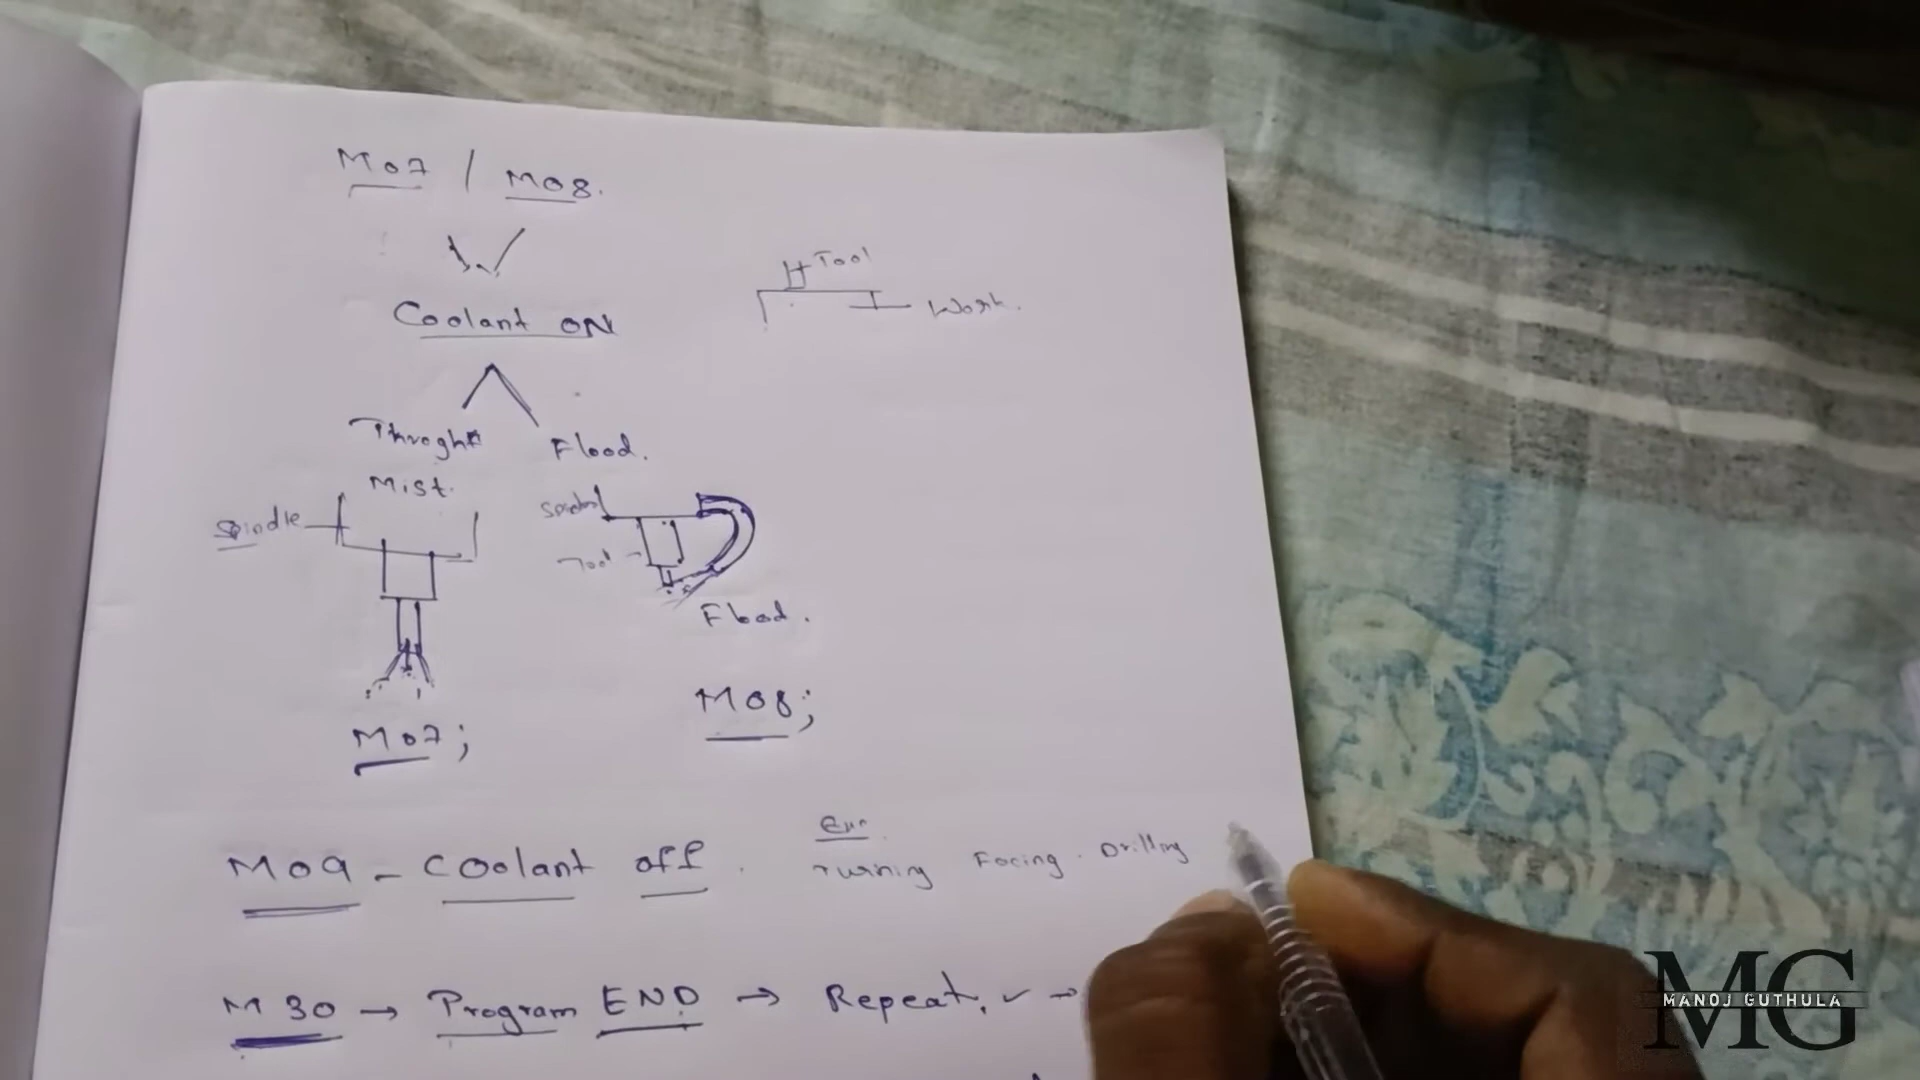 M07 / M08.
Tool
Work.
Coolant ON
Flood.
Mist.
Spindle
Tool
Flood.
M08;
M07;
M09 - Coolant off.
Turning Facing. Drilling
M30 → Program END → Repeat. ✓ →
MG
MANOJ GUTHULA